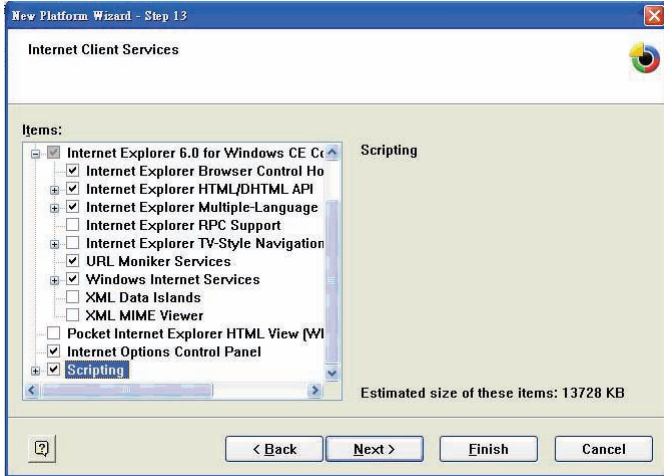 New Platform Wizard - Step 13
Internet Client Services
Items:
Internet Explorer 6.0 for Windows CE Co
Internet Explorer Browser Control Ho
Internet Explorer HTML/DHTML API
Internet Explorer Multiple-Language
Internet Explorer RPC Support
Internet Explorer TV-Style Navigation
URL Moniker Services
Windows Internet Services
XML Data Islands
XML MIME Viewer
Pocket Internet Explorer HTML View (WI
Internet Options Control Panel
Scripting
Scripting
Estimated size of these items: 13728 KB
< Back
Next >
Finish
Cancel